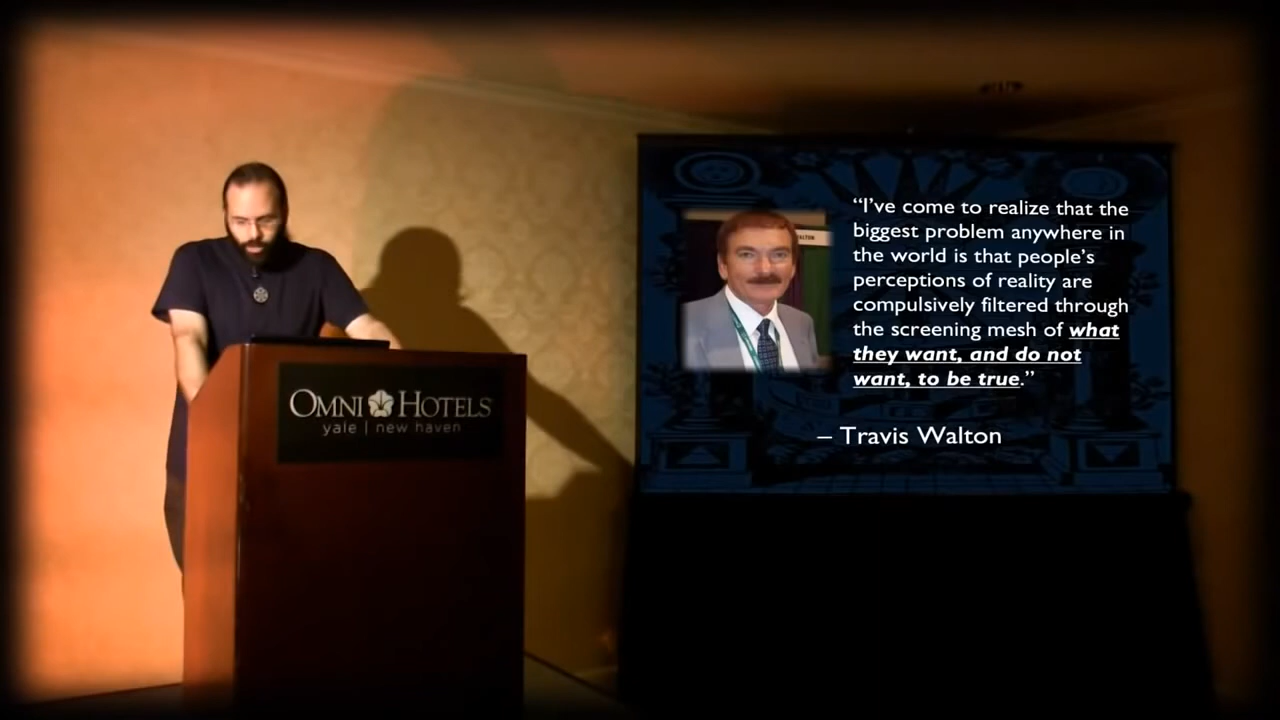 OMNI HOTELS
yale | new haven
“I’ve come to realize that the
biggest problem anywhere in
the world is that people’s
perceptions of reality are
compulsively filtered through
the screening mesh of what
they want, and do not
want, to be true.”
– Travis Walton